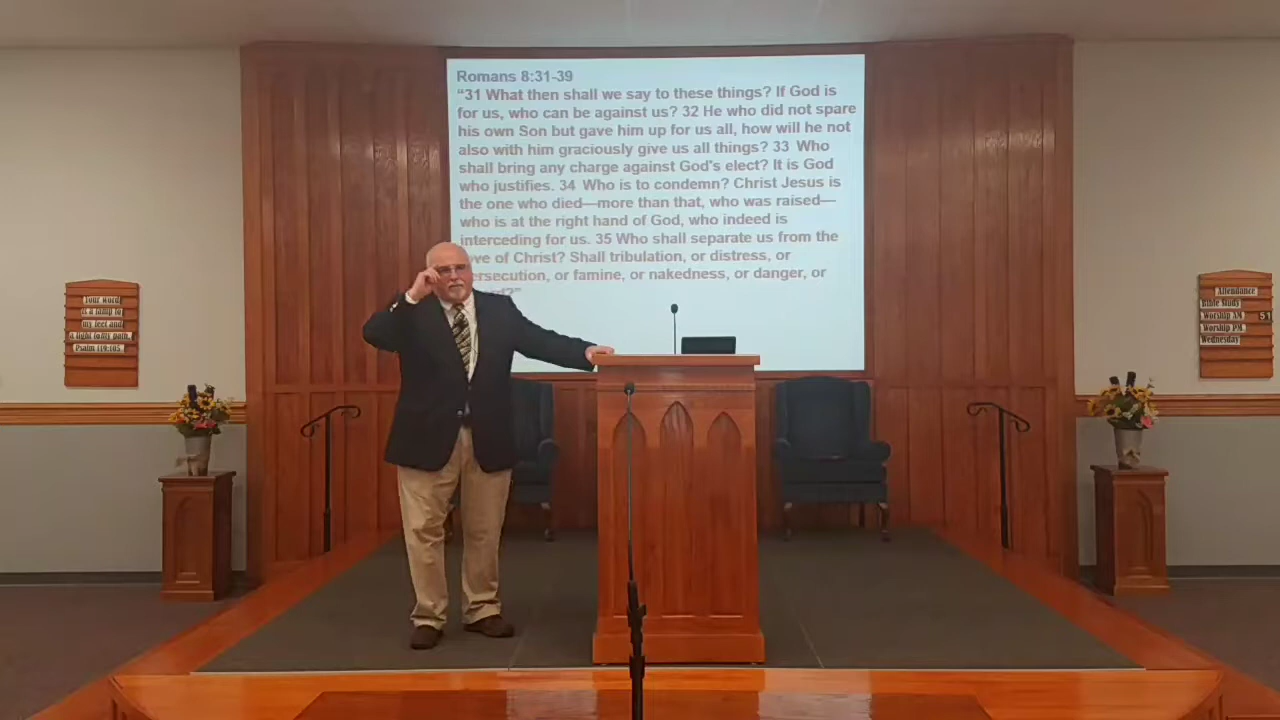 Romans 8:31-39
“31 What then shall we say to these things? If God is
for us, who can be against us? 32 He who did not spare
his own Son but gave him up for us all, how will he not
also with him graciously give us all things? 33 Who
shall bring any charge against God's elect? It is God
who justifies. 34 Who is to condemn? Christ Jesus is
the one who died—more than that, who was raised—
who is at the right hand of God, who indeed is
interceding for us. 35 Who shall separate us from the
of Christ? Shall tribulation, or distress, or
or famine, or nakedness, or danger, or
Your word
is a lamp to
my feet and
a light to my path.
Psalm 119:105
Attendance
Bible Study
Worship AM 51
Worship PM
Wednesday